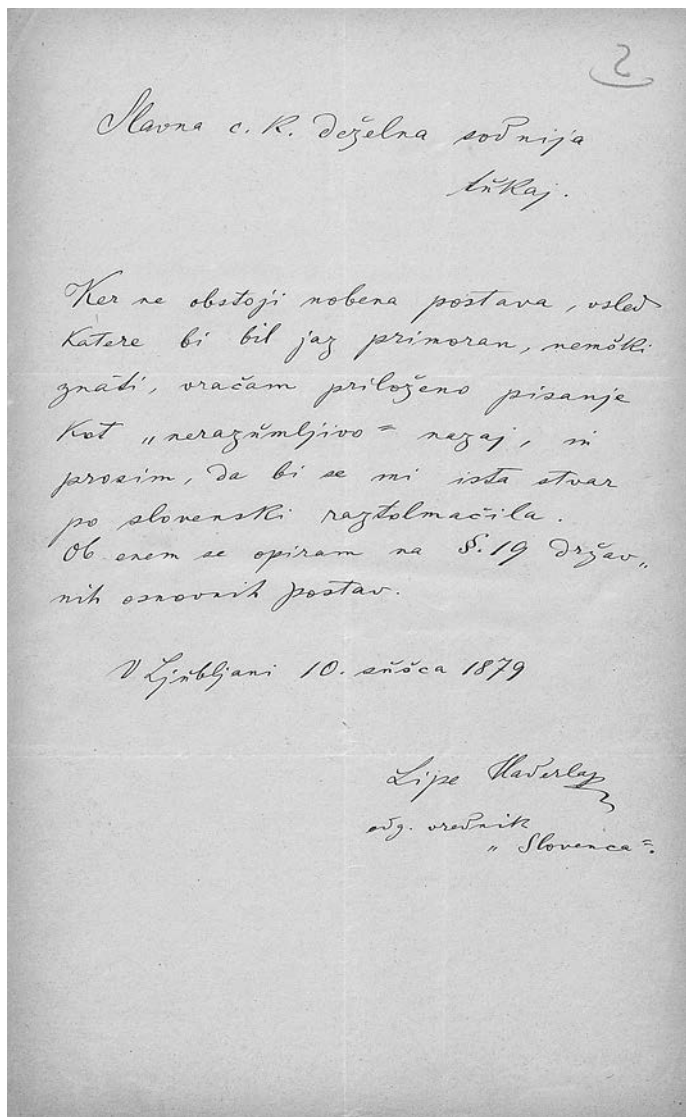 2
Slavna c. k. deželna sodnija
tukaj.
Ker ne obstoji nobena postava, vsled
katere bi bil jaz primoran, nemški
znati, vračam priloženo pisanje
kot „nerazumljivo“ nazaj, in
prosim, da bi se mi ista stvar
po slovenski raztolmačila.
Ob enem se opiram na §. 19 držav„
nih osnovnih postav.
V Ljubljani 10. sušca 1879
Lipe Haderlap
odg. vrednik
„Slovenca“.